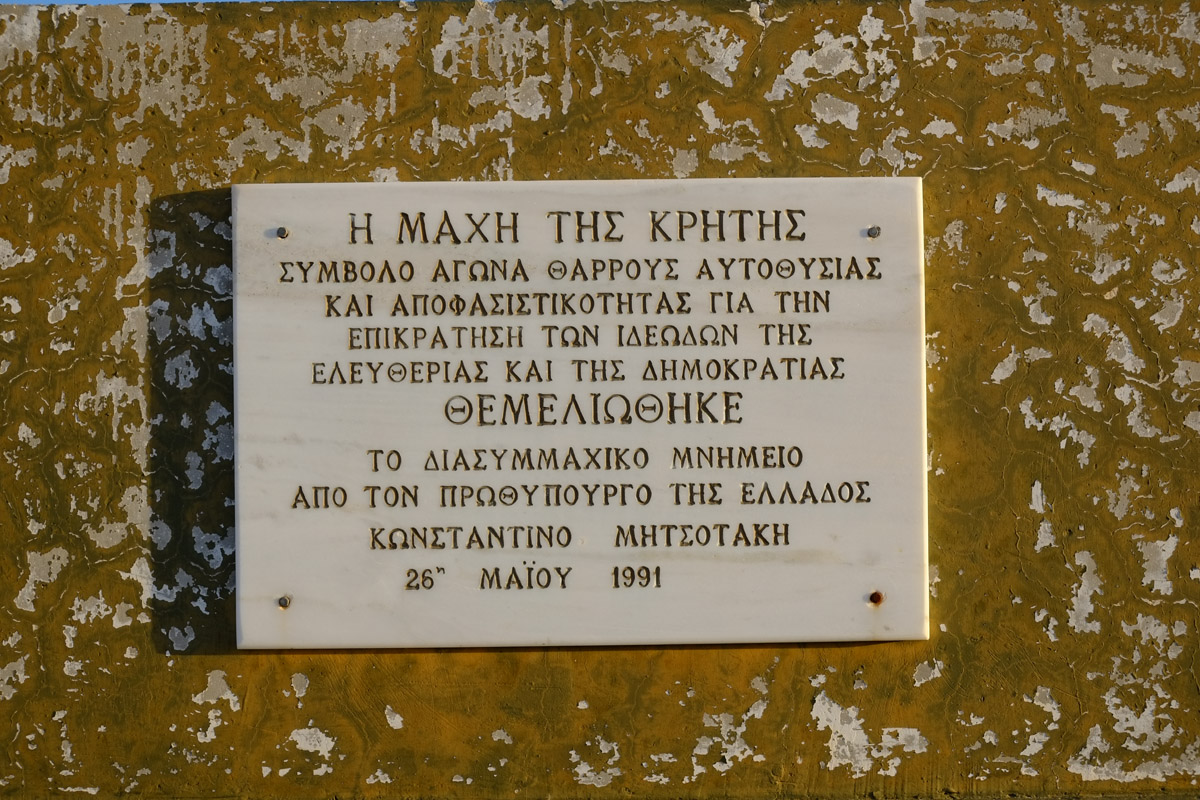 Η ΜΑΧΗ ΤΗΣ ΚΡΗΤΗΣ
ΣΥΜΒΟΛΟ ΑΓΩΝΑ ΘΑΡΡΟΥΣ ΑΥΤΟΘΥΣΙΑΣ
ΚΑΙ ΑΠΟΦΑΣΙΣΤΙΚΟΤΗΤΑΣ ΓΙΑ ΤΗΝ
ΕΠΙΚΡΑΤΗΣΗ ΤΩΝ ΙΔΕΩΔΩΝ ΤΗΣ
ΕΛΕΥΘΕΡΙΑΣ ΚΑΙ ΤΗΣ ΔΗΜΟΚΡΑΤΙΑΣ
ΘΕΜΕΛΙΩΘΗΚΕ
ΤΟ ΔΙΑΣΥΜΜΑΧΙΚΟ ΜΝΗΜΕΙΟ
ΑΠΟ ΤΟΝ ΠΡΩΘΥΠΟΥΡΓΟ ΤΗΣ ΕΛΛΑΔΟΣ
ΚΩΝΣΤΑΝΤΙΝΟ ΜΗΤΣΟΤΑΚΗ
26η ΜΑΪΟΥ 1991